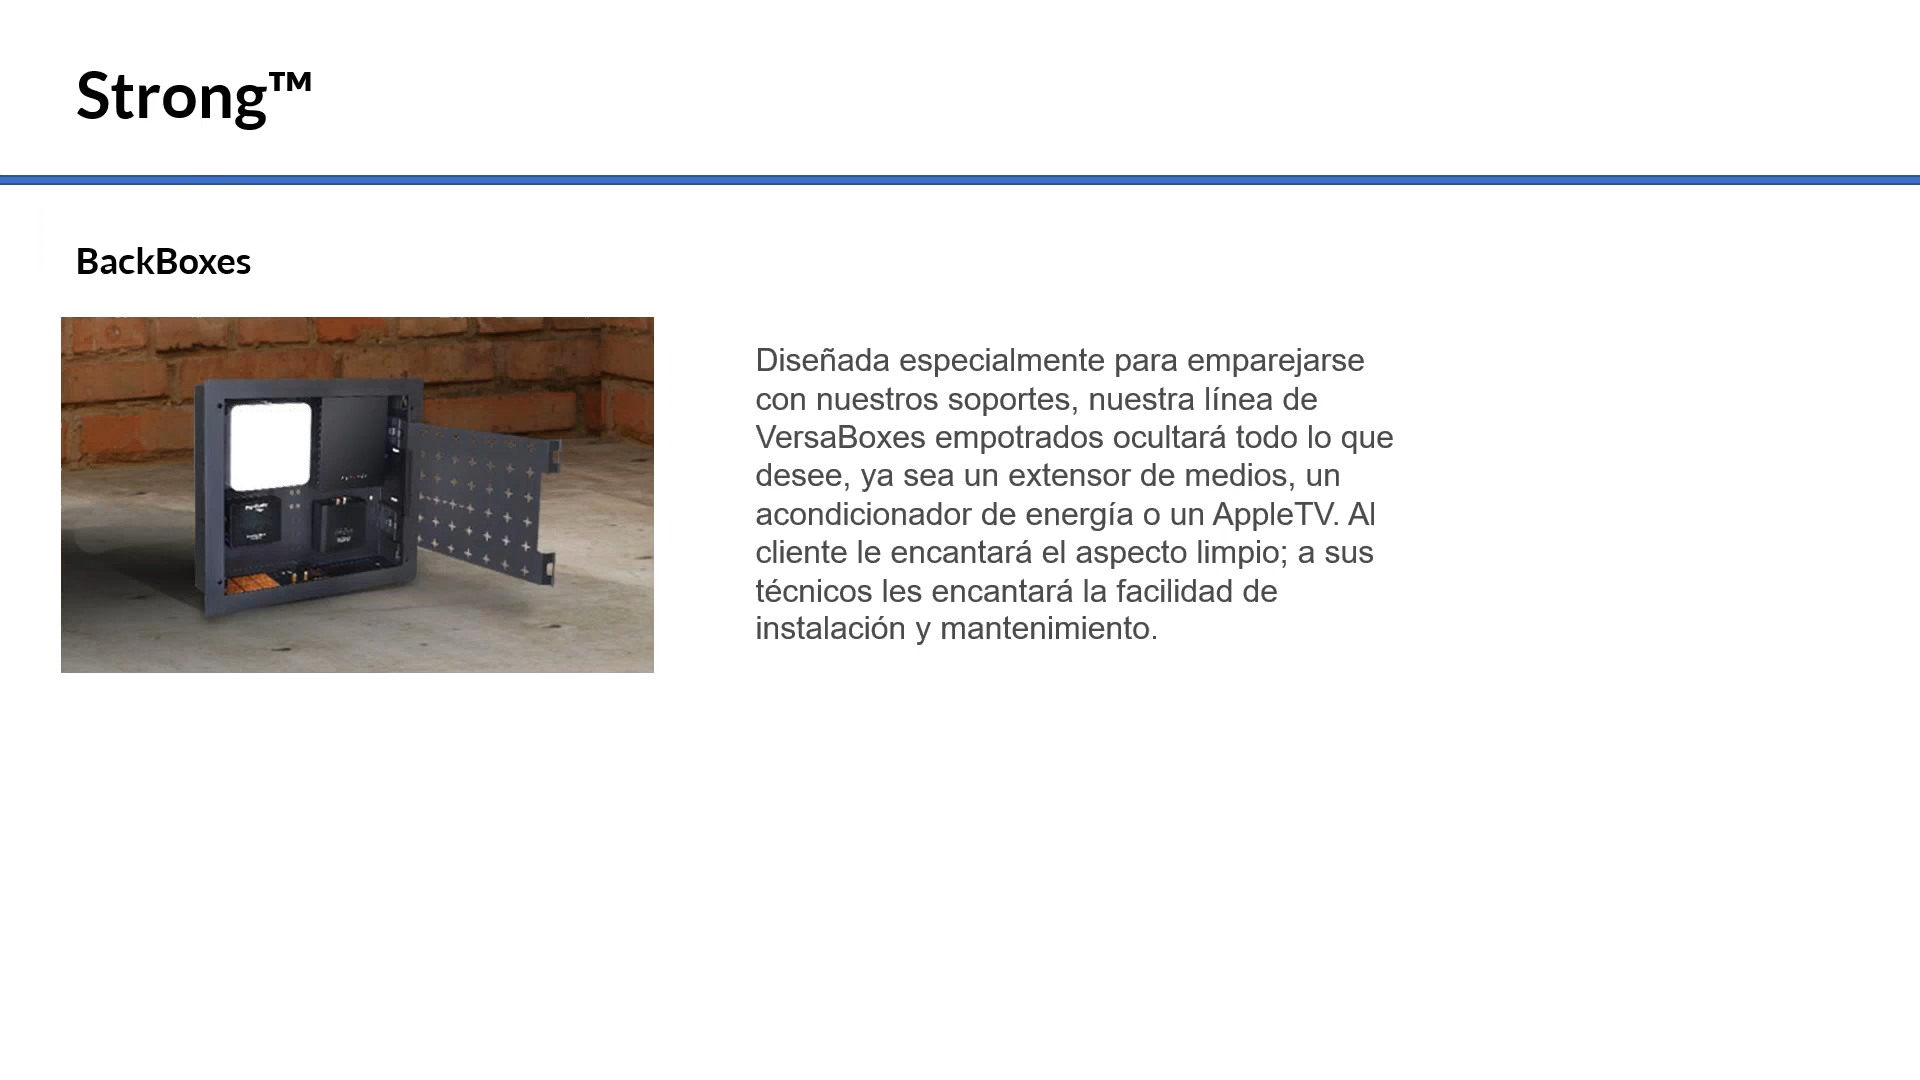 Strong™
BackBoxes
Diseñada especialmente para emparejarse
con nuestros soportes, nuestra línea de
VersaBoxes empotrados ocultará todo lo que
desee, ya sea un extensor de medios, un
acondicionador de energía o un AppleTV. Al
cliente le encantará el aspecto limpio; a sus
técnicos les encantará la facilidad de
instalación y mantenimiento.